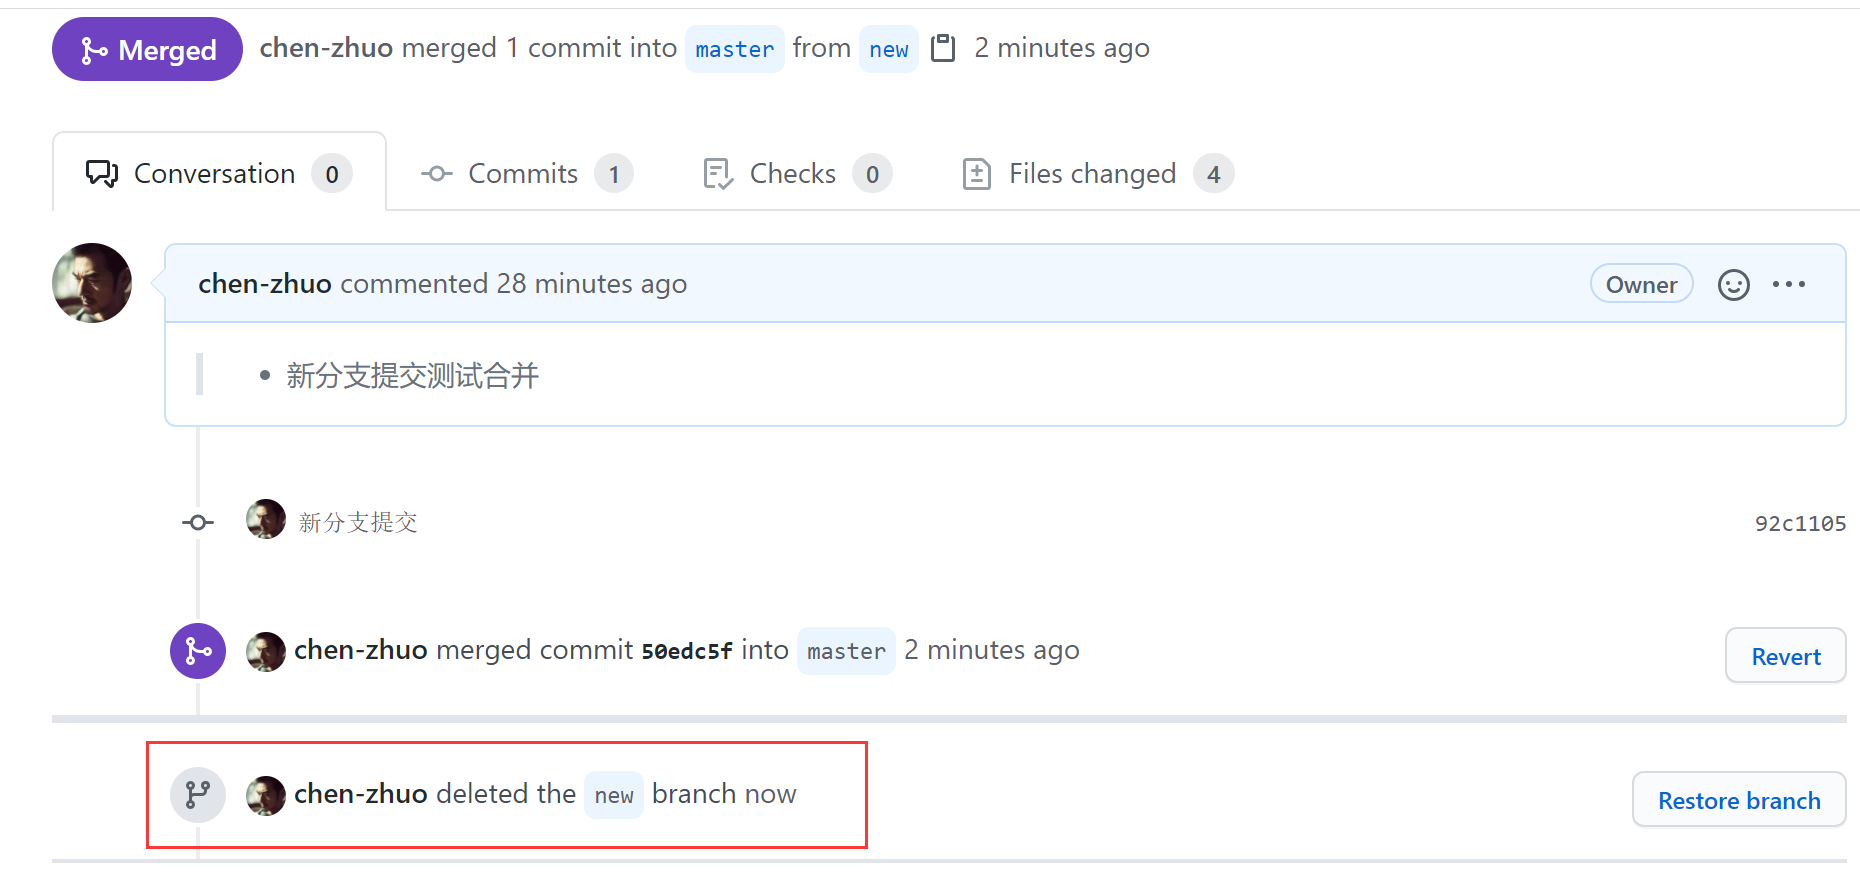 Merged chen-zhuo merged 1 commit into master from new 2 minutes ago
Conversation 0 Commits 1 Checks 0 Files changed 4
chen-zhuo commented 28 minutes ago Owner
• 新分支提交测试合并
新分支提交 92c1105
chen-zhuo merged commit 50edc5f into master 2 minutes ago Revert
chen-zhuo deleted the new branch now Restore branch